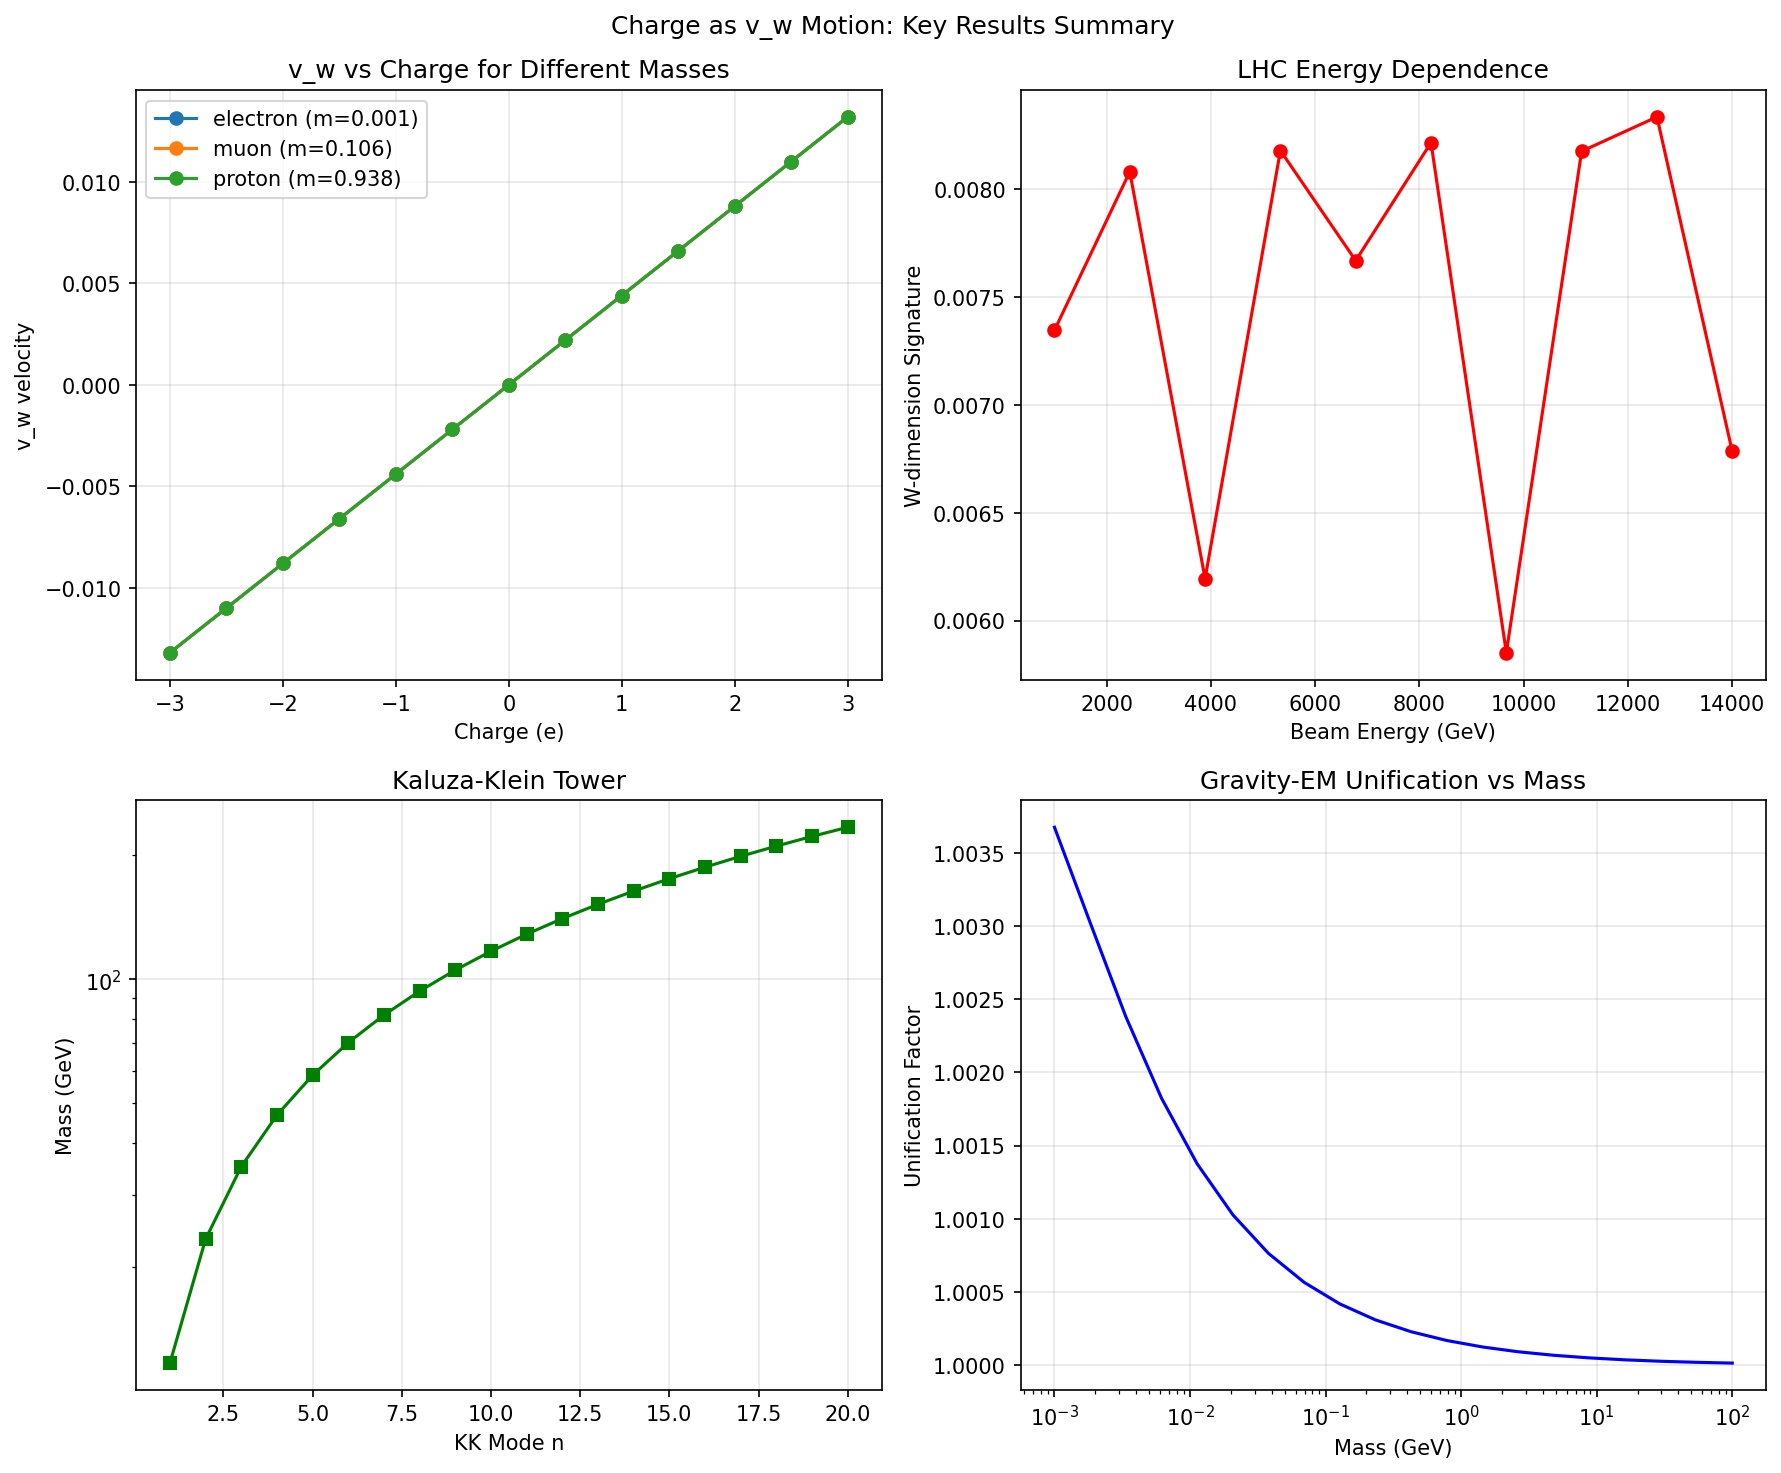 Charge as v_w Motion: Key Results Summary
v_w vs Charge for Different Masses
electron (m=0.001)
muon (m=0.106)
proton (m=0.938)
0.010
0.005
0.000
−0.005
−0.010
v_w velocity
−3 −2 −1 0 1 2 3
Charge (e)
LHC Energy Dependence
0.0080
0.0075
0.0070
0.0065
0.0060
W-dimension Signature
2000 4000 6000 8000 10000 12000 14000
Beam Energy (GeV)
Kaluza-Klein Tower
10²
Mass (GeV)
2.5 5.0 7.5 10.0 12.5 15.0 17.5 20.0
KK Mode n
Gravity-EM Unification vs Mass
1.0035
1.0030
1.0025
1.0020
1.0015
1.0010
1.0005
1.0000
Unification Factor
10⁻³ 10⁻² 10⁻¹ 10⁰ 10¹ 10²
Mass (GeV)